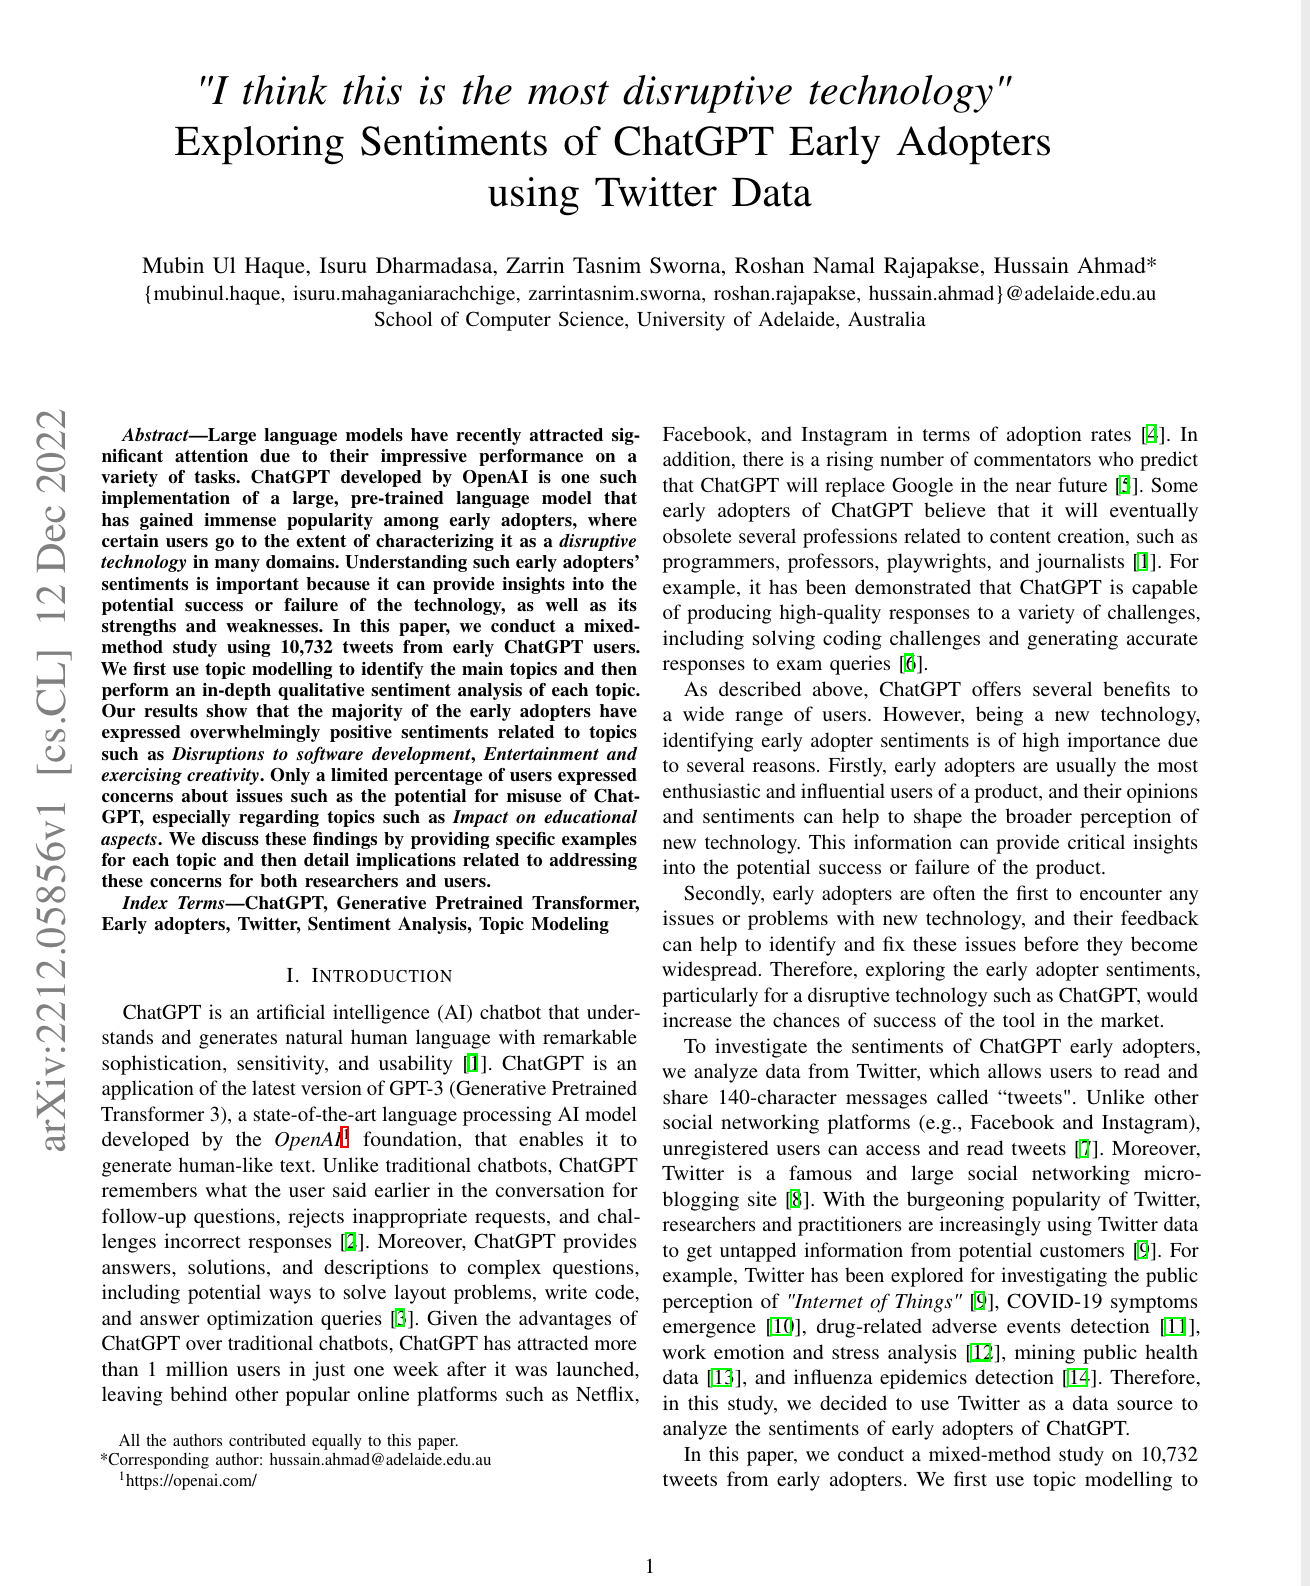 "I think this is the most disruptive technology"
Exploring Sentiments of ChatGPT Early Adopters
using Twitter Data
Mubin Ul Haque, Isuru Dharmadasa, Zarrin Tasnim Sworna, Roshan Namal Rajapakse, Hussain Ahmad*
{mubinul.haque, isuru.mahaganiarachchige, zarrintasnim.sworna, roshan.rajapakse, hussain.ahmad}@adelaide.edu.au
School of Computer Science, University of Adelaide, Australia
arXiv:2212.05856v1 [cs.CL] 12 Dec 2022
Abstract—Large language models have recently attracted sig-
nificant attention due to their impressive performance on a
variety of tasks. ChatGPT developed by OpenAI is one such
implementation of a large, pre-trained language model that
has gained immense popularity among early adopters, where
certain users go to the extent of characterizing it as a disruptive
technology in many domains. Understanding such early adopters'
sentiments is important because it can provide insights into the
potential success or failure of the technology, as well as its
strengths and weaknesses. In this paper, we conduct a mixed-
method study using 10,732 tweets from early ChatGPT users.
We first use topic modelling to identify the main topics and then
perform an in-depth qualitative sentiment analysis of each topic.
Our results show that the majority of the early adopters have
expressed overwhelmingly positive sentiments related to topics
such as Disruptions to software development, Entertainment and
exercising creativity. Only a limited percentage of users expressed
concerns about issues such as the potential for misuse of Chat-
GPT, especially regarding topics such as Impact on educational
aspects. We discuss these findings by providing specific examples
for each topic and then detail implications related to addressing
these concerns for both researchers and users.
Index Terms—ChatGPT, Generative Pretrained Transformer,
Early adopters, Twitter, Sentiment Analysis, Topic Modeling
I. INTRODUCTION
ChatGPT is an artificial intelligence (AI) chatbot that under-
stands and generates natural human language with remarkable
sophistication, sensitivity, and usability [1]. ChatGPT is an
application of the latest version of GPT-3 (Generative Pretrained
Transformer 3), a state-of-the-art language processing AI model
developed by the OpenAI1 foundation, that enables it to
generate human-like text. Unlike traditional chatbots, ChatGPT
remembers what the user said earlier in the conversation for
follow-up questions, rejects inappropriate requests, and chal-
lenges incorrect responses [2]. Moreover, ChatGPT provides
answers, solutions, and descriptions to complex questions,
including potential ways to solve layout problems, write code,
and answer optimization queries [3]. Given the advantages of
ChatGPT over traditional chatbots, ChatGPT has attracted more
than 1 million users in just one week after it was launched,
leaving behind other popular online platforms such as Netflix,
All the authors contributed equally to this paper.
*Corresponding author: hussain.ahmad@adelaide.edu.au
1https://openai.com/
Facebook, and Instagram in terms of adoption rates [4]. In
addition, there is a rising number of commentators who predict
that ChatGPT will replace Google in the near future [5]. Some
early adopters of ChatGPT believe that it will eventually
obsolete several professions related to content creation, such as
programmers, professors, playwrights, and journalists [1]. For
example, it has been demonstrated that ChatGPT is capable
of producing high-quality responses to a variety of challenges,
including solving coding challenges and generating accurate
responses to exam queries [6].
As described above, ChatGPT offers several benefits to
a wide range of users. However, being a new technology,
identifying early adopter sentiments is of high importance due
to several reasons. Firstly, early adopters are usually the most
enthusiastic and influential users of a product, and their opinions
and sentiments can help to shape the broader perception of
new technology. This information can provide critical insights
into the potential success or failure of the product.
Secondly, early adopters are often the first to encounter any
issues or problems with new technology, and their feedback
can help to identify and fix these issues before they become
widespread. Therefore, exploring the early adopter sentiments,
particularly for a disruptive technology such as ChatGPT, would
increase the chances of success of the tool in the market.
To investigate the sentiments of ChatGPT early adopters,
we analyze data from Twitter, which allows users to read and
share 140-character messages called “tweets". Unlike other
social networking platforms (e.g., Facebook and Instagram),
unregistered users can access and read tweets [7]. Moreover,
Twitter is a famous and large social networking micro-
blogging site [8]. With the burgeoning popularity of Twitter,
researchers and practitioners are increasingly using Twitter data
to get untapped information from potential customers [9]. For
example, Twitter has been explored for investigating the public
perception of "Internet of Things" [9], COVID-19 symptoms
emergence [10], drug-related adverse events detection [11],
work emotion and stress analysis [12], mining public health
data [13], and influenza epidemics detection [14]. Therefore,
in this study, we decided to use Twitter as a data source to
analyze the sentiments of early adopters of ChatGPT.
In this paper, we conduct a mixed-method study on 10,732
tweets from early adopters. We first use topic modelling to
1